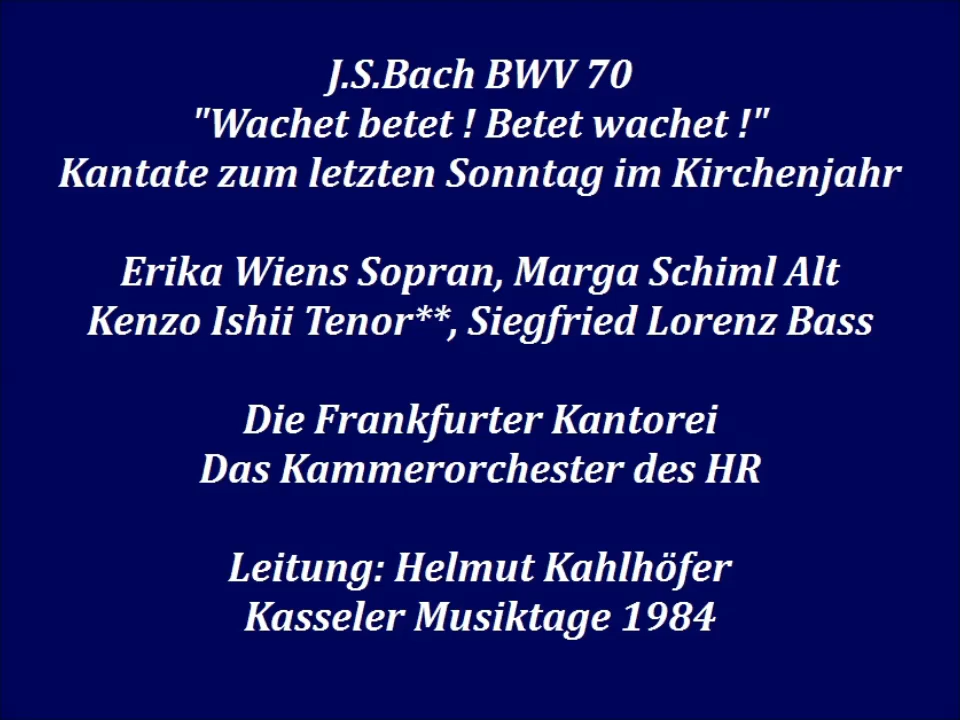 J.S.Bach BWV 70
"Wachet betet ! Betet wachet !"
Kantate zum letzten Sonntag im Kirchenjahr
Erika Wiens Sopran, Marga Schiml Alt
Kenzo Ishii Tenor**, Siegfried Lorenz Bass
Die Frankfurter Kantorei
Das Kammerorchester des HR
Leitung: Helmut Kahlhöfer
Kasseler Musiktage 1984